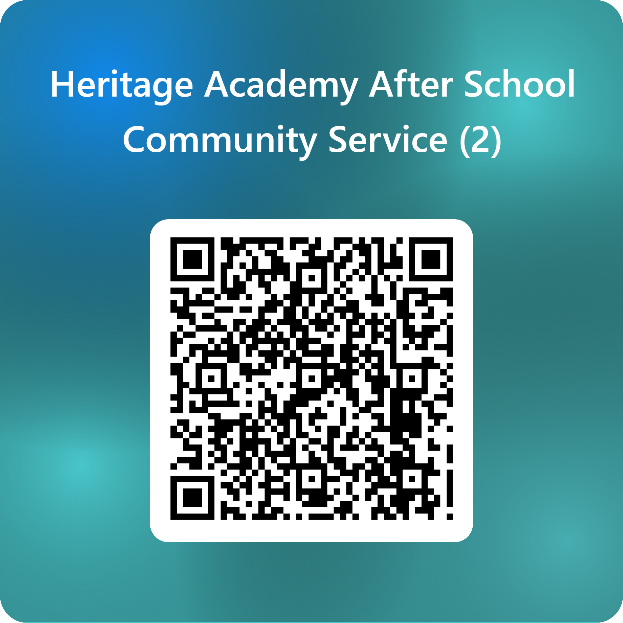 Heritage Academy After School
Community Service (2)